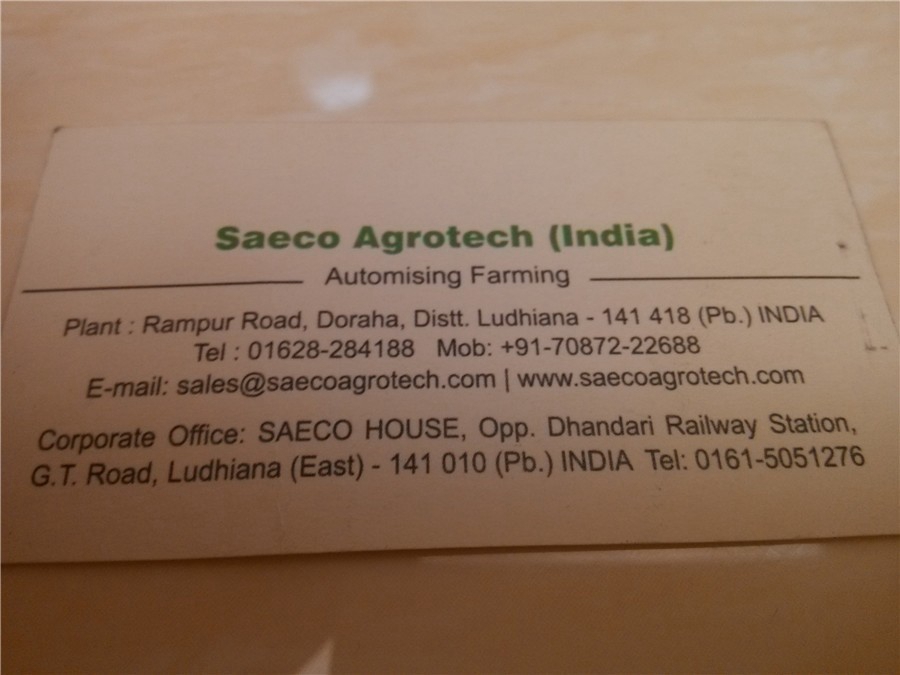 Saeco Agrotech (India)
Automising Farming
Plant : Rampur Road, Doraha, Distt. Ludhiana - 141 418 (Pb.) INDIA
Tel : 01628-284188 Mob: +91-70872-22688
E-mail: sales@saecoagrotech.com | www.saecoagrotech.com
Corporate Office: SAECO HOUSE, Opp. Dhandari Railway Station,
G.T. Road, Ludhiana (East) - 141 010 (Pb.) INDIA Tel: 0161-5051276